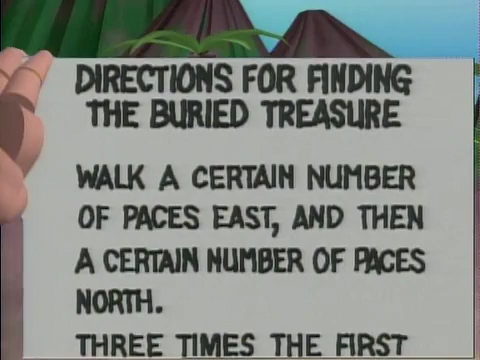 DIRECTIONS FOR FINDING
THE BURIED TREASURE
WALK A CERTAIN NUMBER
OF PACES EAST, AND THEN
A CERTAIN NUMBER OF PACES
NORTH.
THREE TIMES THE FIRST